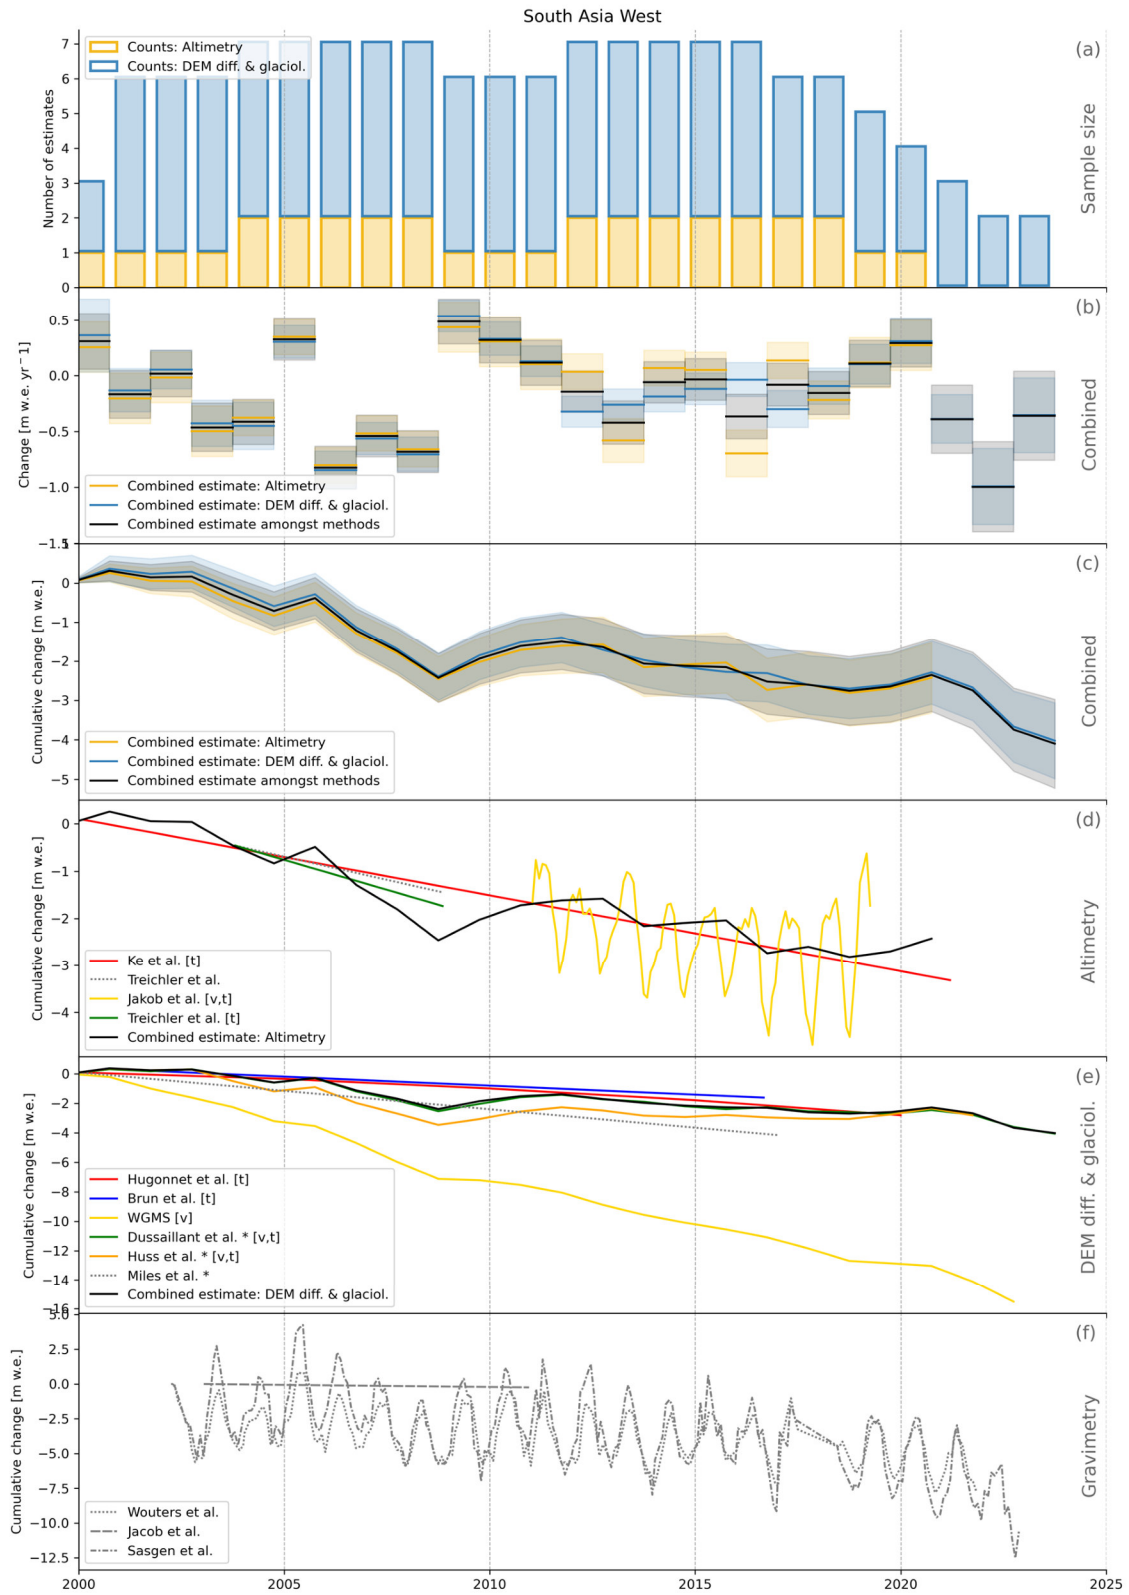 South Asia West
7
6
5
4
3
2
1
0
Number of estimates
Counts: Altimetry
Counts: DEM diff. & glaciol.
(a)
Sample size
0.5
0.0
−0.5
−1.0
−1.5
Change [m w.e. yr−1]
Combined estimate: Altimetry
Combined estimate: DEM diff. & glaciol.
Combined estimate amongst methods
(b)
Combined
1
0
−1
−2
−3
−4
−5
Cumulative change [m w.e.]
Combined estimate: Altimetry
Combined estimate: DEM diff. & glaciol.
Combined estimate amongst methods
(c)
Combined
0
−1
−2
−3
−4
Cumulative change [m w.e.]
Ke et al. [t]
Treichler et al.
Jakob et al. [v,t]
Treichler et al. [t]
Combined estimate: Altimetry
(d)
Altimetry
0
−2
−4
−6
−8
−10
−12
−14
−16
Cumulative change [m w.e.]
Hugonnet et al. [t]
Brun et al. [t]
WGMS [v]
Dussaillant et al. * [v,t]
Huss et al. * [v,t]
Miles et al. *
Combined estimate: DEM diff. & glaciol.
(e)
DEM diff. & glaciol.
5.0
2.5
0.0
−2.5
−5.0
−7.5
−10.0
−12.5
Cumulative change [m w.e.]
Wouters et al.
Jacob et al.
Sasgen et al.
(f)
Gravimetry
2000 2005 2010 2015 2020 2025